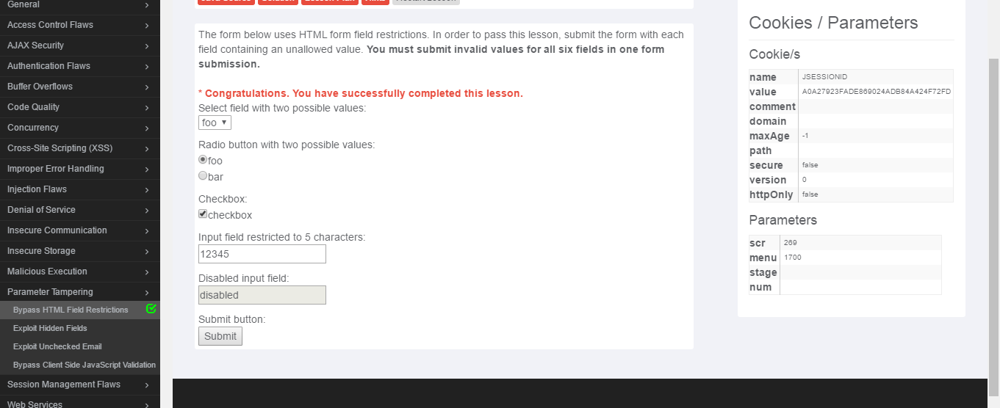 General
Access Control Flaws
AJAX Security
Authentication Flaws
Buffer Overflows
Code Quality
Concurrency
Cross-Site Scripting (XSS)
Improper Error Handling
Injection Flaws
Denial of Service
Insecure Communication
Insecure Storage
Malicious Execution
Parameter Tampering
Bypass HTML Field Restrictions
Exploit Hidden Fields
Exploit Unchecked Email
Bypass Client Side JavaScript Validation
Session Management Flaws
Web Services
The form below uses HTML form field restrictions. In order to pass this lesson, submit the form with each
field containing an unallowed value. You must submit invalid values for all six fields in one form
submission.
* Congratulations. You have successfully completed this lesson.
Select field with two possible values:
foo
Radio button with two possible values:
foo
bar
Checkbox:
checkbox
Input field restricted to 5 characters:
12345
Disabled input field:
disabled
Submit button:
Submit
Cookies / Parameters
Cookie/s
name JSESSIONID
value A0A27923FADE869024ADB84A424F72FD
comment
domain
maxAge -1
path
secure false
version 0
httpOnly false
Parameters
scr 269
menu 1700
stage
num